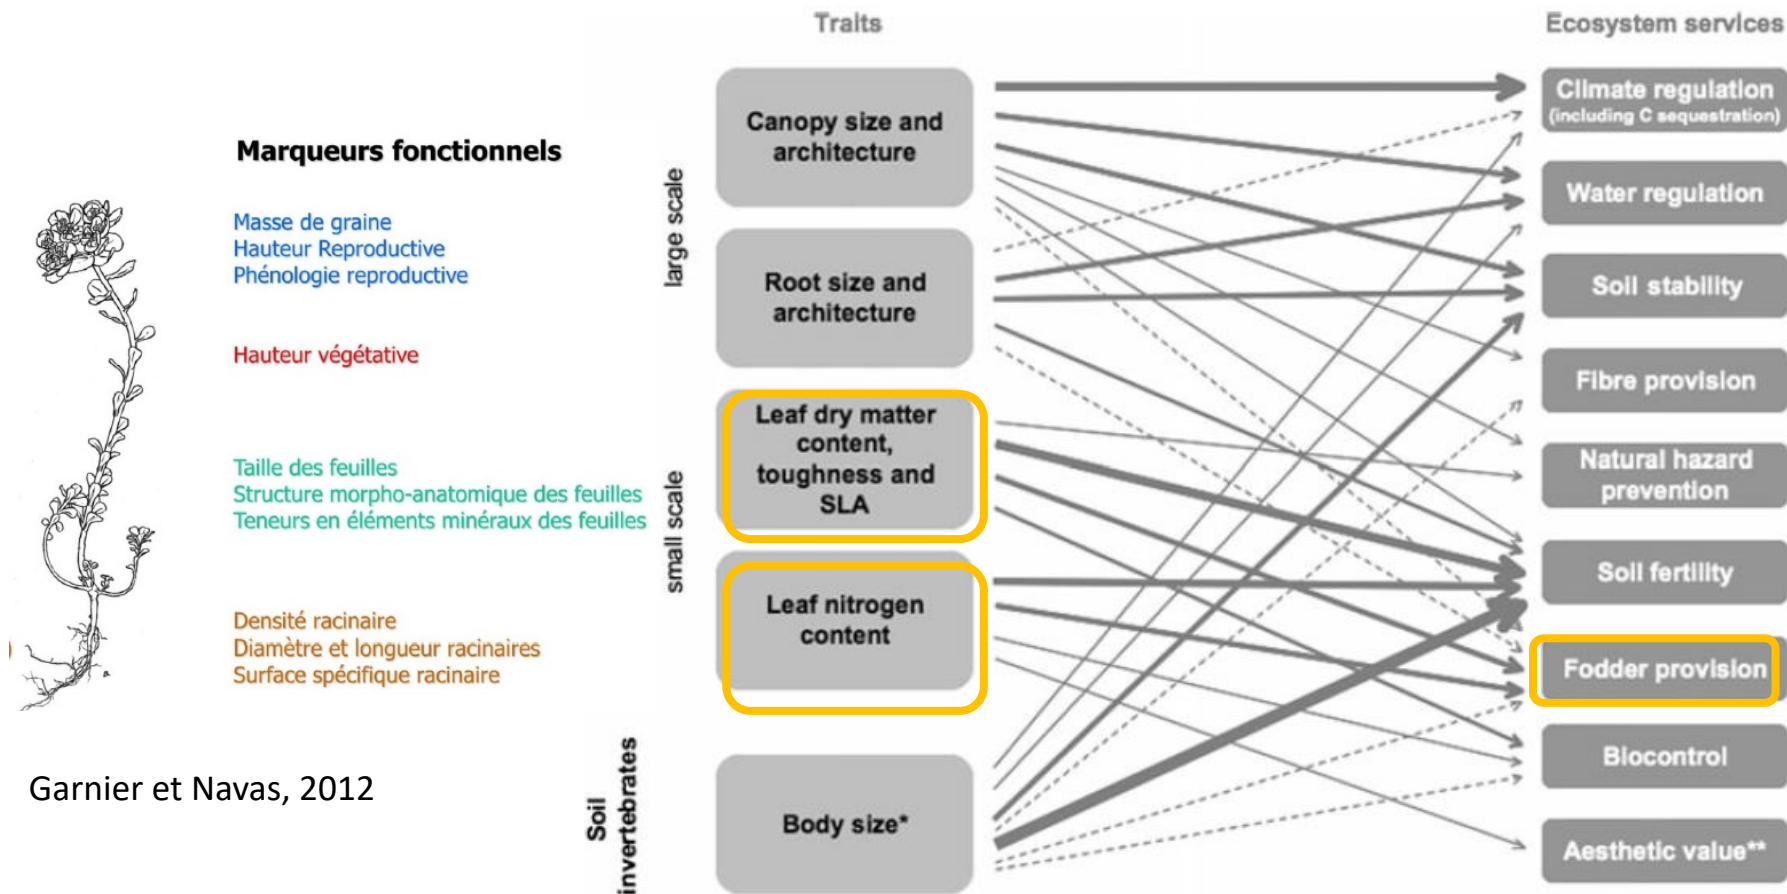 Traits
Ecosystem services
Marqueurs fonctionnels
Masse de graine
Hauteur Reproductive
Phénologie reproductive
Hauteur végétative
Taille des feuilles
Structure morpho-anatomique des feuilles
Teneurs en éléments minéraux des feuilles
Densité racinaire
Diamètre et longueur racinaires
Surface spécifique racinaire
Garnier et Navas, 2012
large scale
small scale
Soil
invertebrates
Canopy size and
architecture
Root size and
architecture
Leaf dry matter
content,
toughness and
SLA
Leaf nitrogen
content
Body size*
Climate regulation
(including C sequestration)
Water regulation
Soil stability
Fibre provision
Natural hazard
prevention
Soil fertility
Fodder provision
Biocontrol
Aesthetic value**